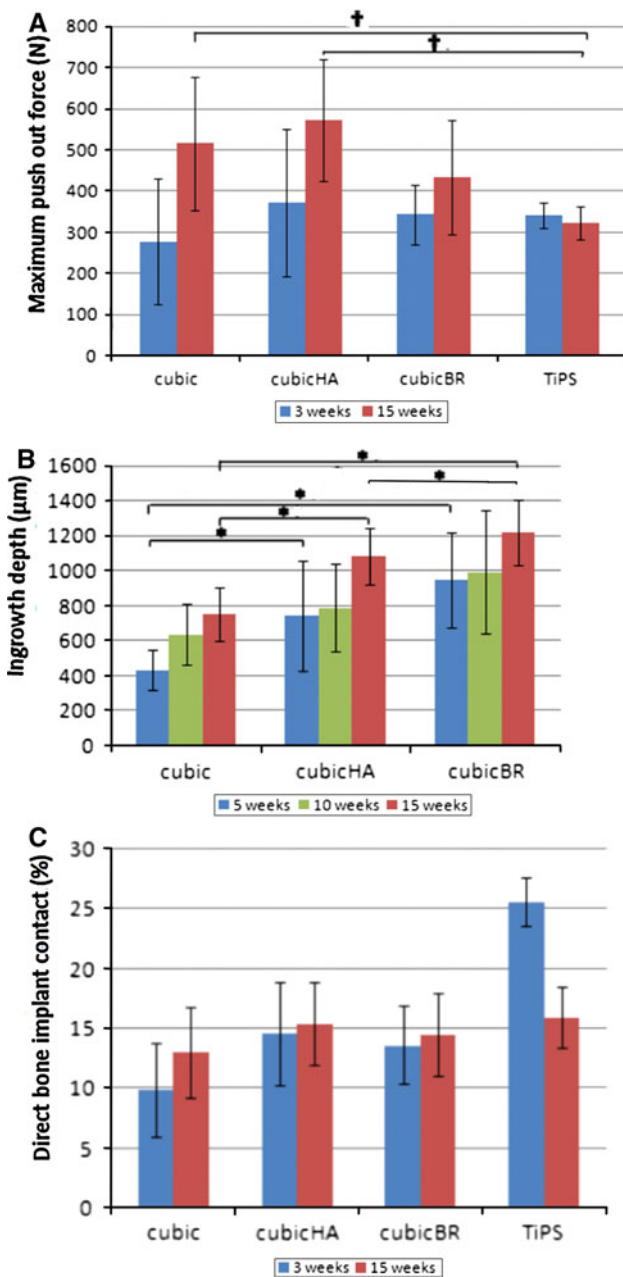 A
Maximum push out force (N)
800
700
600
500
400
300
200
100
0
†
†
cubic cubicHA cubicBR TiPS
3 weeks 15 weeks
B
Ingrowth depth (µm)
1600
1400
1200
1000
800
600
400
200
0
*
*
*
*
*
cubic cubicHA cubicBR
5 weeks 10 weeks 15 weeks
C
Direct bone implant contact (%)
30
25
20
15
10
5
0
cubic cubicHA cubicBR TiPS
3 weeks 15 weeks